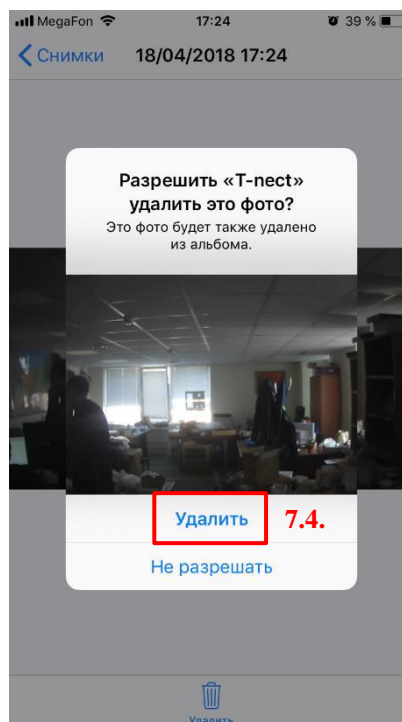 MegaFon 17:24 39 %
Снимки 18/04/2018 17:24
Разрешить «T-nect»
удалить это фото?
Это фото будет также удалено
из альбома.
Удалить 7.4.
Не разрешать
Удалить